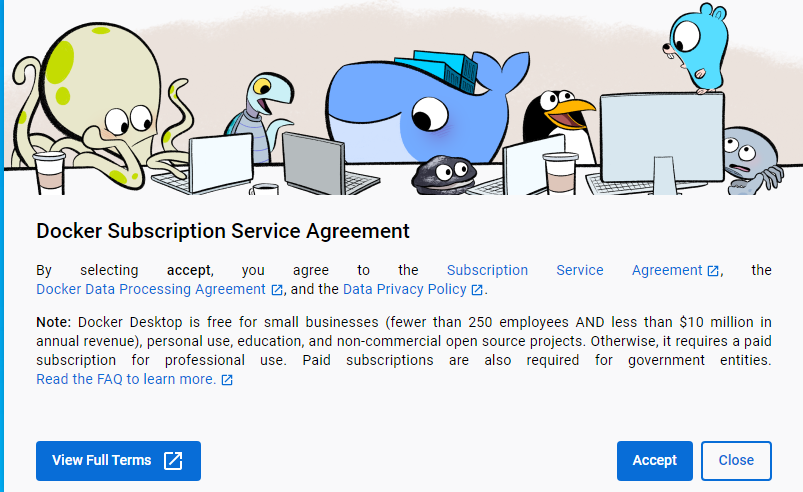 Docker Subscription Service Agreement
By selecting accept, you agree to the Subscription Service Agreement, the
Docker Data Processing Agreement, and the Data Privacy Policy.
Note: Docker Desktop is free for small businesses (fewer than 250 employees AND less than $10 million in
annual revenue), personal use, education, and non-commercial open source projects. Otherwise, it requires a paid
subscription for professional use. Paid subscriptions are also required for government entities.
Read the FAQ to learn more.
View Full Terms
Accept
Close